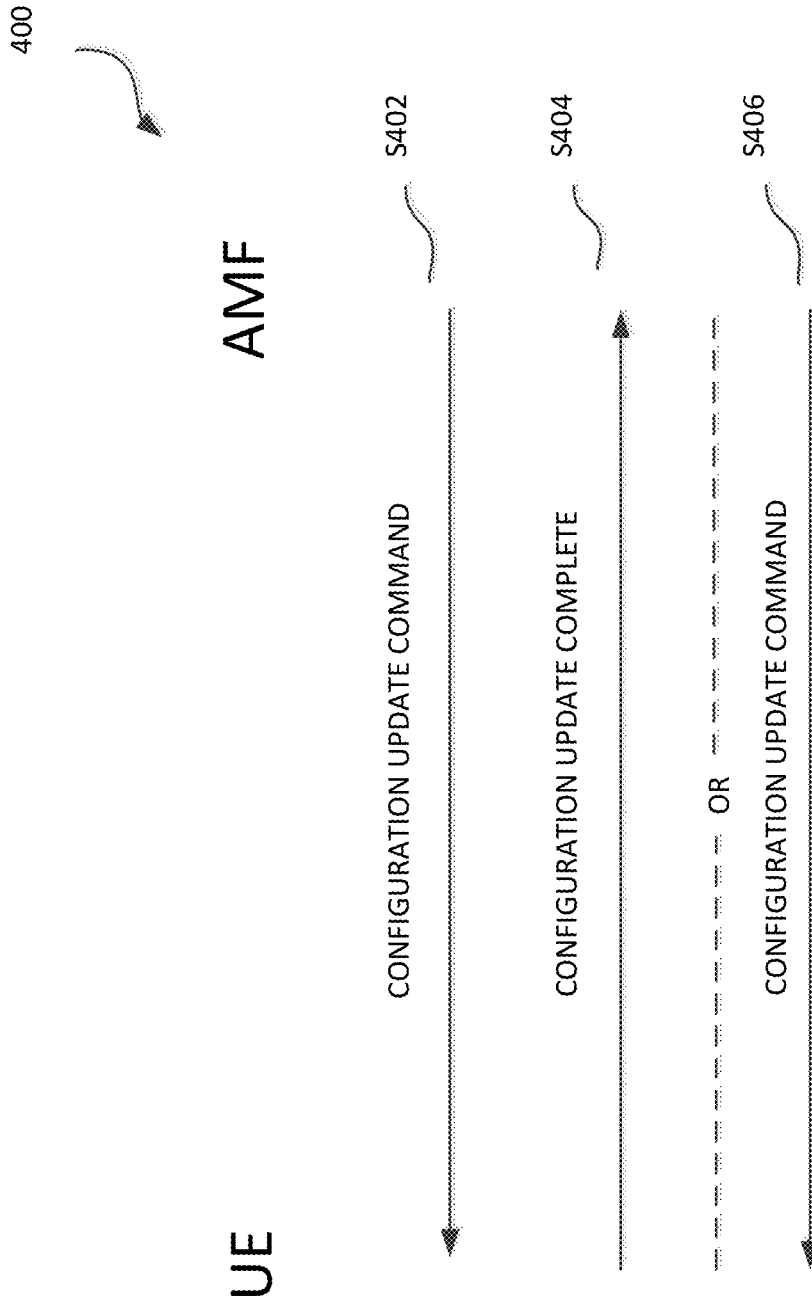 400
UE
AMF
CONFIGURATION UPDATE COMMAND
S402
CONFIGURATION UPDATE COMPLETE
S404
OR
CONFIGURATION UPDATE COMMAND
S406